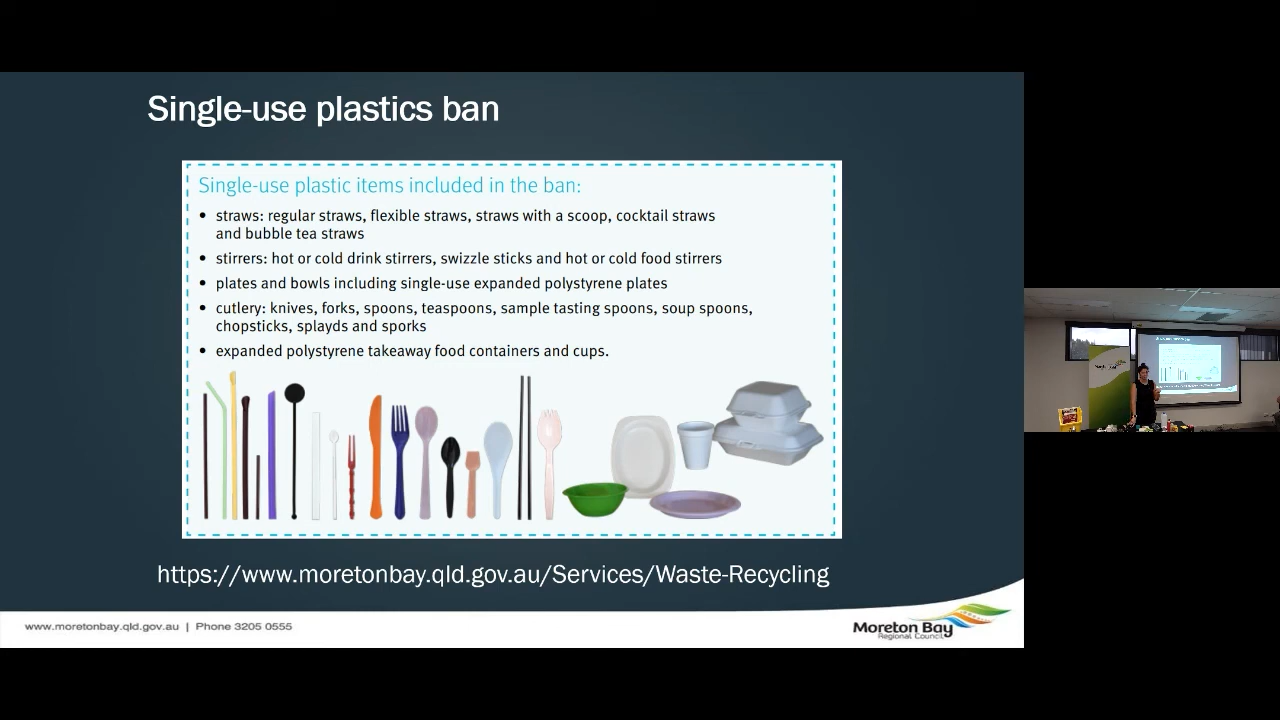 Single-use plastics ban
Single-use plastic items included in the ban:
• straws: regular straws, flexible straws, straws with a scoop, cocktail straws
and bubble tea straws
• stirrers: hot or cold drink stirrers, swizzle sticks and hot or cold food stirrers
• plates and bowls including single-use expanded polystyrene plates
• cutlery: knives, forks, spoons, teaspoons, sample tasting spoons, soup spoons,
chopsticks, splayds and sporks
• expanded polystyrene takeaway food containers and cups.
https://www.moretonbay.qld.gov.au/Services/Waste-Recycling
www.moretonbay.qld.gov.au | Phone 3205 0555
Moreton Bay
Regional Council